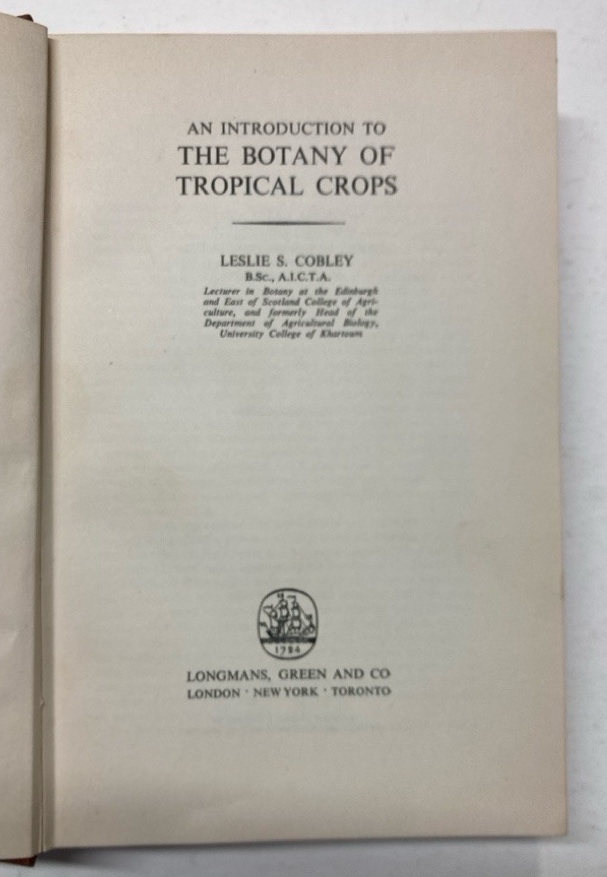 AN INTRODUCTION TO
THE BOTANY OF
TROPICAL CROPS
LESLIE S. COBLEY
B.Sc., A.I.C.T.A.
Lecturer in Botany at the Edinburgh
and East of Scotland College of Agri-
culture, and formerly Head of the
Department of Agricultural Biology,
University College of Khartoum
1724
LONGMANS, GREEN AND CO
LONDON · NEW YORK · TORONTO